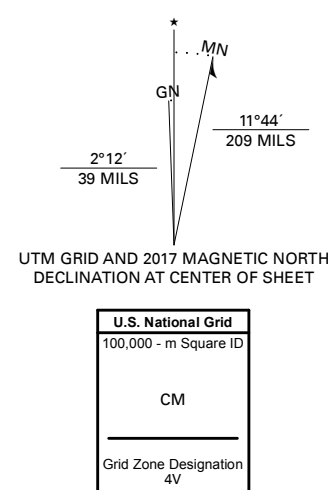 ★
MN
GN
11°44´
209 MILS
2°12´
39 MILS
UTM GRID AND 2017 MAGNETIC NORTH
DECLINATION AT CENTER OF SHEET
U.S. National Grid
100,000 - m Square ID
CM
Grid Zone Designation
4V